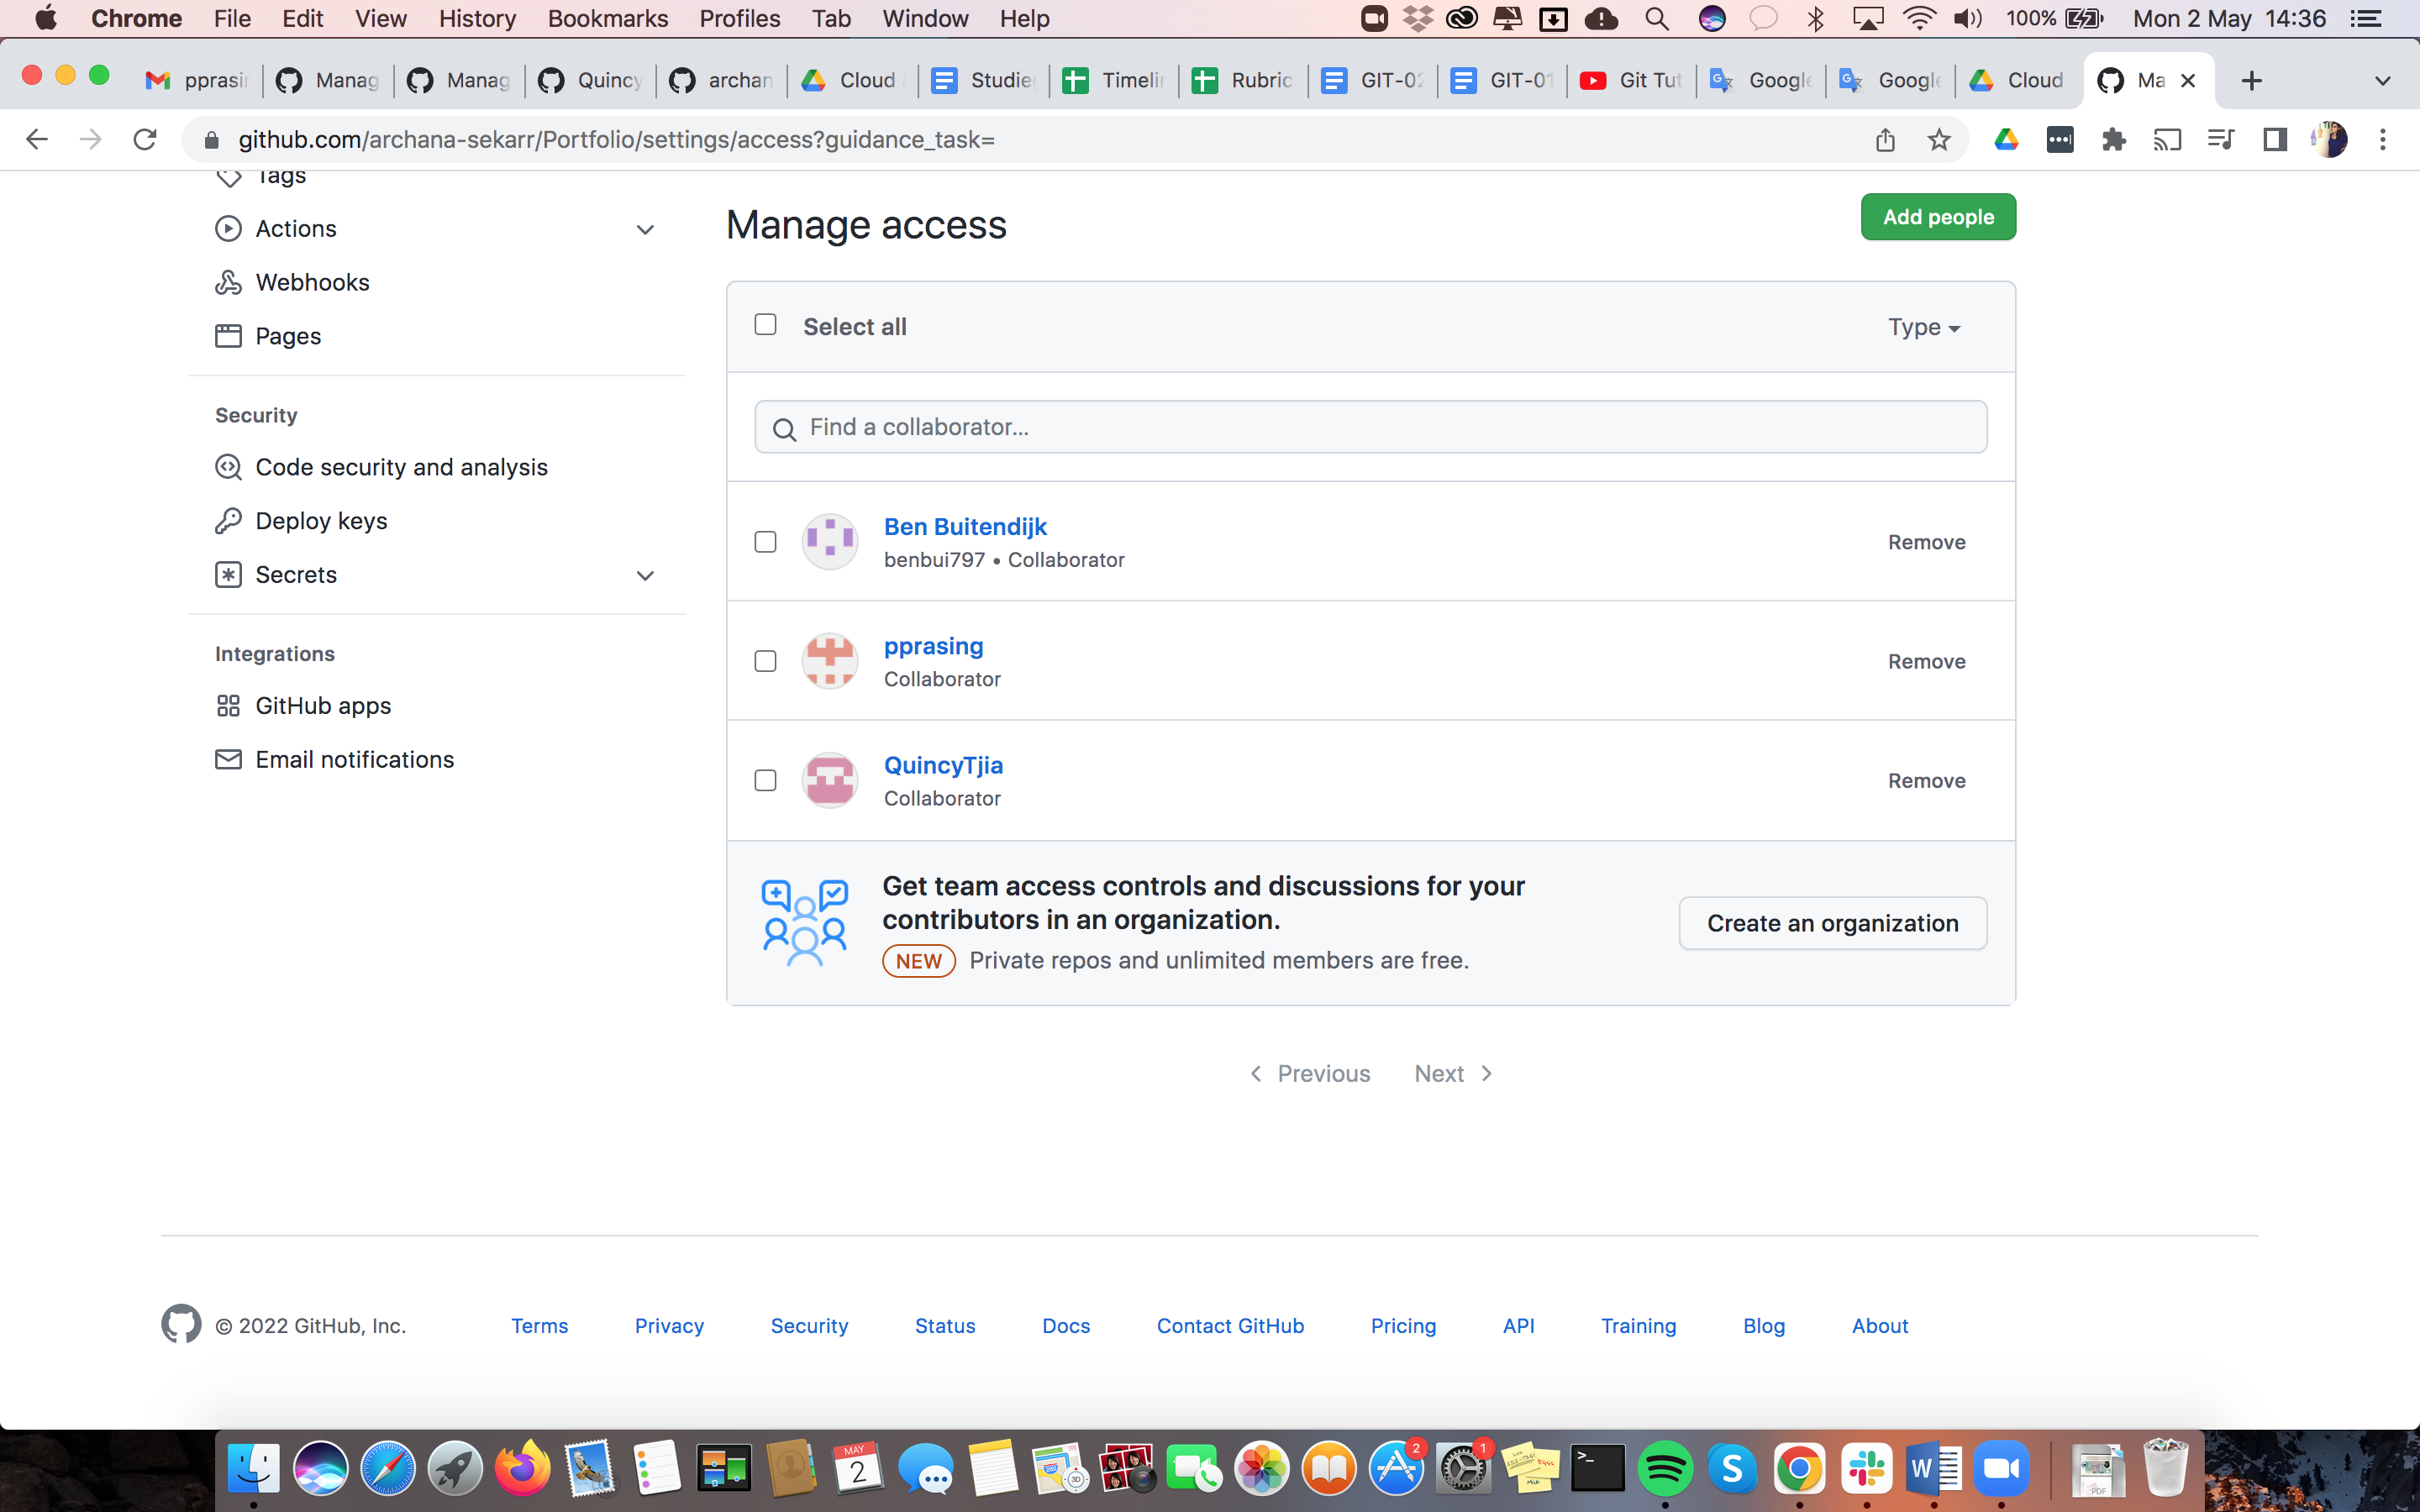 Chrome File Edit View History Bookmarks Profiles Tab Window Help 100% Mon 2 May 14:36
pprasin Manag Manag Quincy archan Cloud Studie Timelin Rubric GIT-02 GIT-01 Git Tut Google Google Cloud Ma
github.com/archana-sekarr/Portfolio/settings/access?guidance_task=
Tags
Actions
Webhooks
Pages
Security
Code security and analysis
Deploy keys
Secrets
Integrations
GitHub apps
Email notifications
Manage access
Add people
Select all
Type
Find a collaborator...
Ben Buitendijk
benbui797 • Collaborator
Remove
pprasing
Collaborator
Remove
QuincyTjia
Collaborator
Remove
Get team access controls and discussions for your
contributors in an organization.
NEW Private repos and unlimited members are free.
Create an organization
Previous Next
© 2022 GitHub, Inc. Terms Privacy Security Status Docs Contact GitHub Pricing API Training Blog About
MAY
2
3D
2
1
PDF